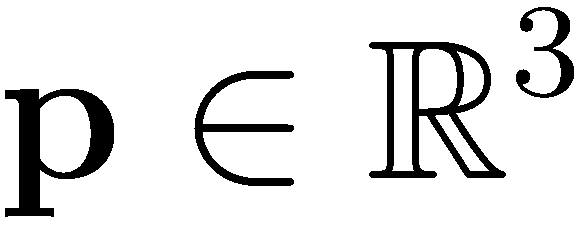 𝐩 ∈ ℝ³